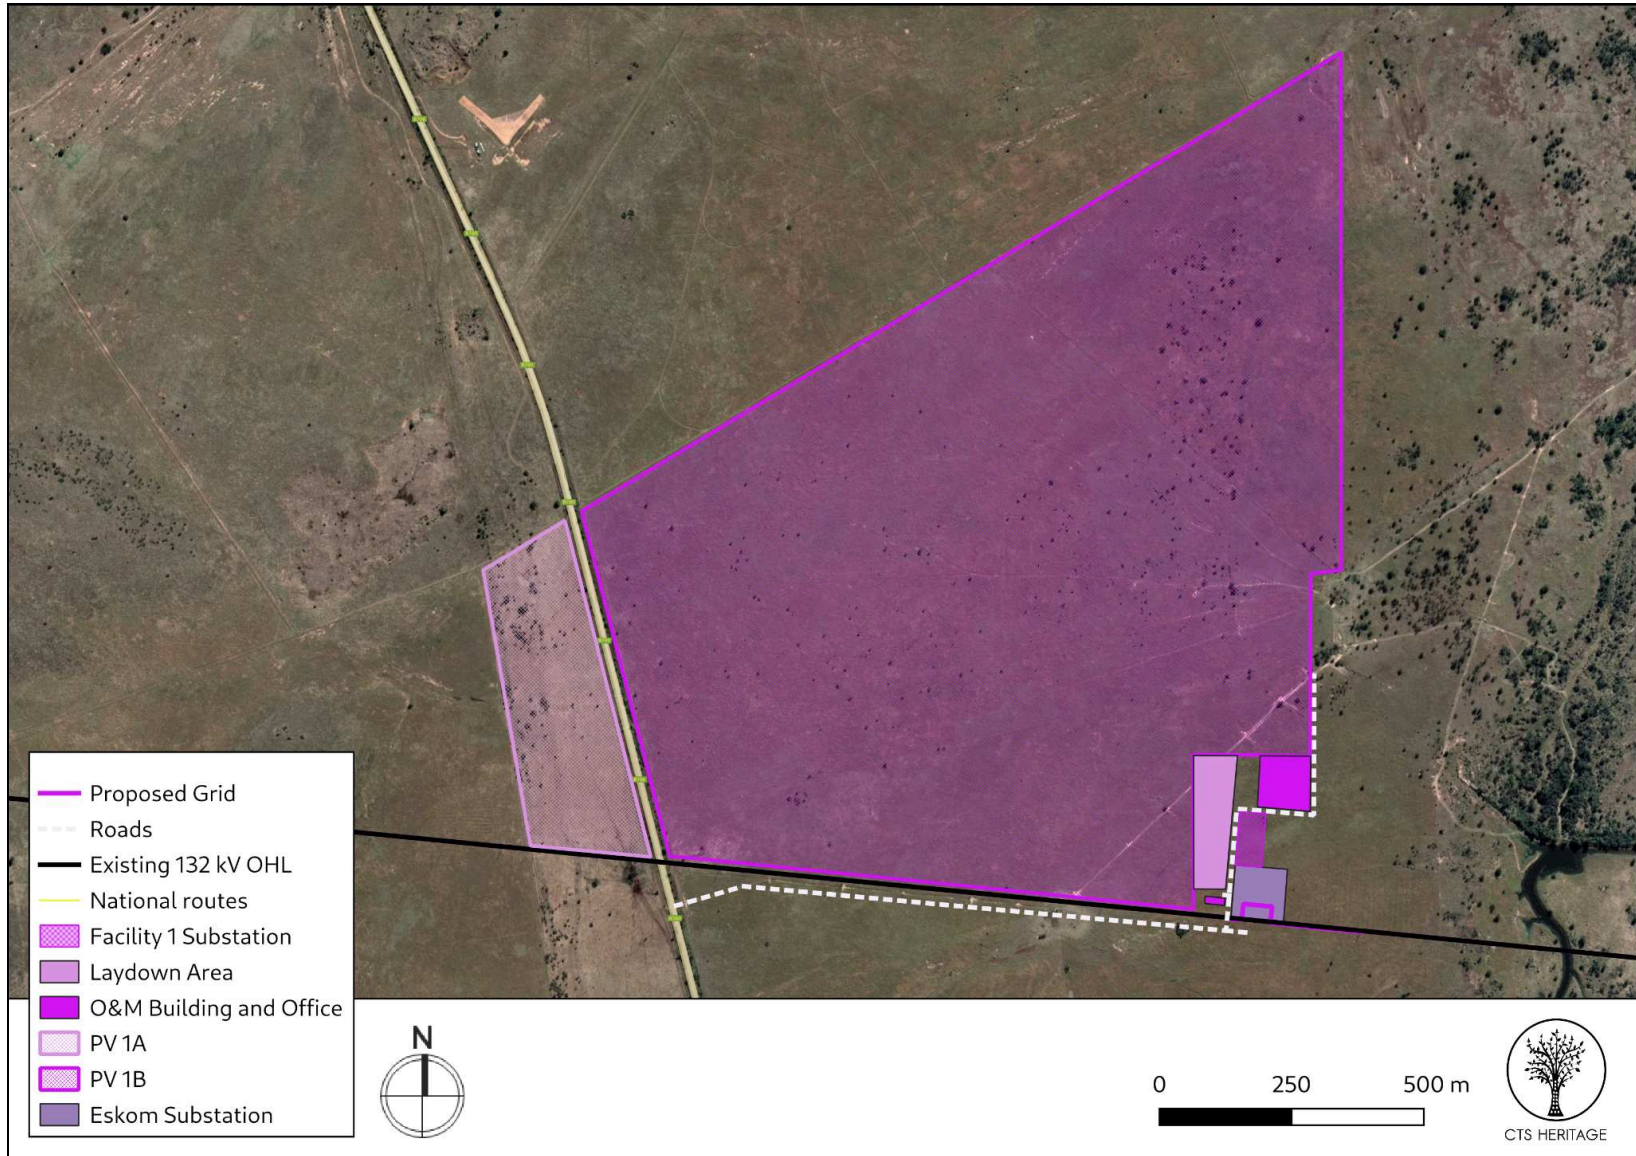 Proposed Grid
Roads
Existing 132 kV OHL
National routes
Facility 1 Substation
Laydown Area
O&M Building and Office
PV 1A
PV 1B
Eskom Substation
N
0 250 500 m
CTS HERITAGE